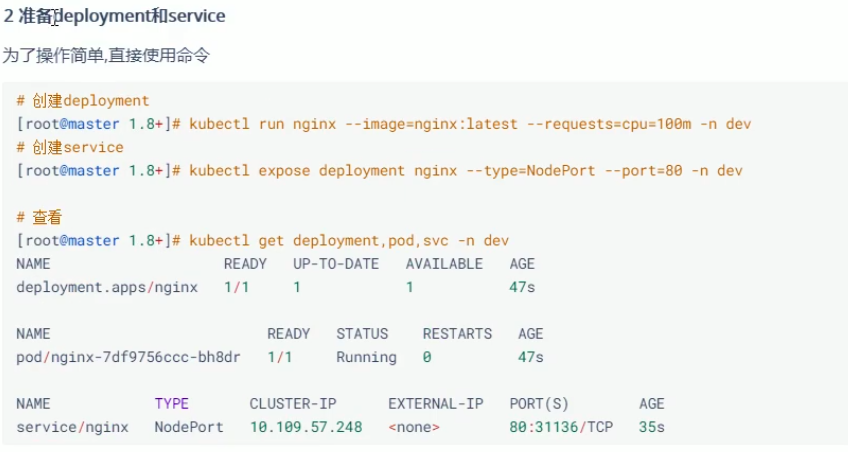 2 准备deployment和service
为了操作简单,直接使用命令
# 创建deployment
[root@master 1.8+]# kubectl run nginx --image=nginx:latest --requests=cpu=100m -n dev
# 创建service
[root@master 1.8+]# kubectl expose deployment nginx --type=NodePort --port=80 -n dev
# 查看
[root@master 1.8+]# kubectl get deployment,pod,svc -n dev
NAME READY UP-TO-DATE AVAILABLE AGE
deployment.apps/nginx 1/1 1 1 47s
NAME READY STATUS RESTARTS AGE
pod/nginx-7df9756ccc-bh8dr 1/1 Running 0 47s
NAME TYPE CLUSTER-IP EXTERNAL-IP PORT(S) AGE
service/nginx NodePort 10.109.57.248 <none> 80:31136/TCP 35s